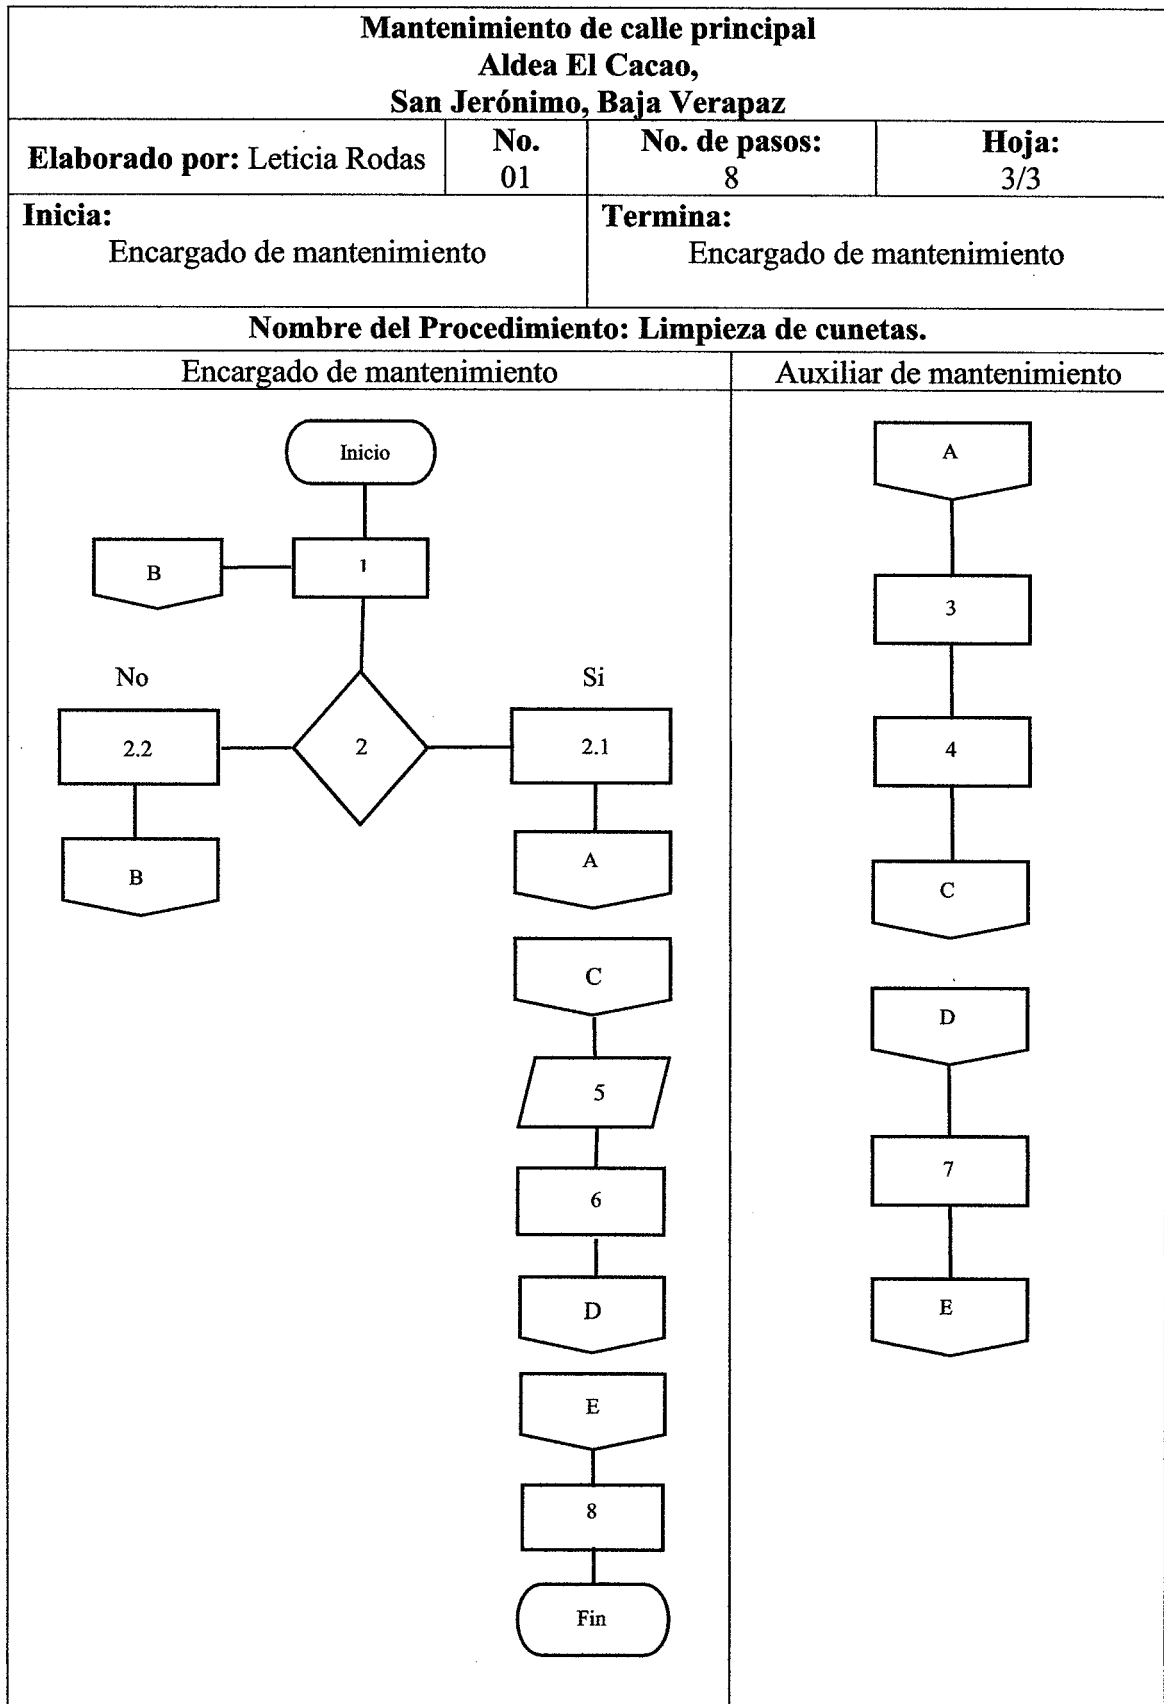 Mantenimiento de calle principal
Aldea El Cacao,
San Jerónimo, Baja Verapaz
Elaborado por: Leticia Rodas
No.
01
No. de pasos:
8
Hoja:
3/3
Inicia:
Encargado de mantenimiento
Termina:
Encargado de mantenimiento
Nombre del Procedimiento: Limpieza de cunetas.
Encargado de mantenimiento
Auxiliar de mantenimiento
Inicio
B
1
No
Si
2.2
2
2.1
B
A
C
5
6
D
E
8
Fin
A
3
4
C
D
7
E